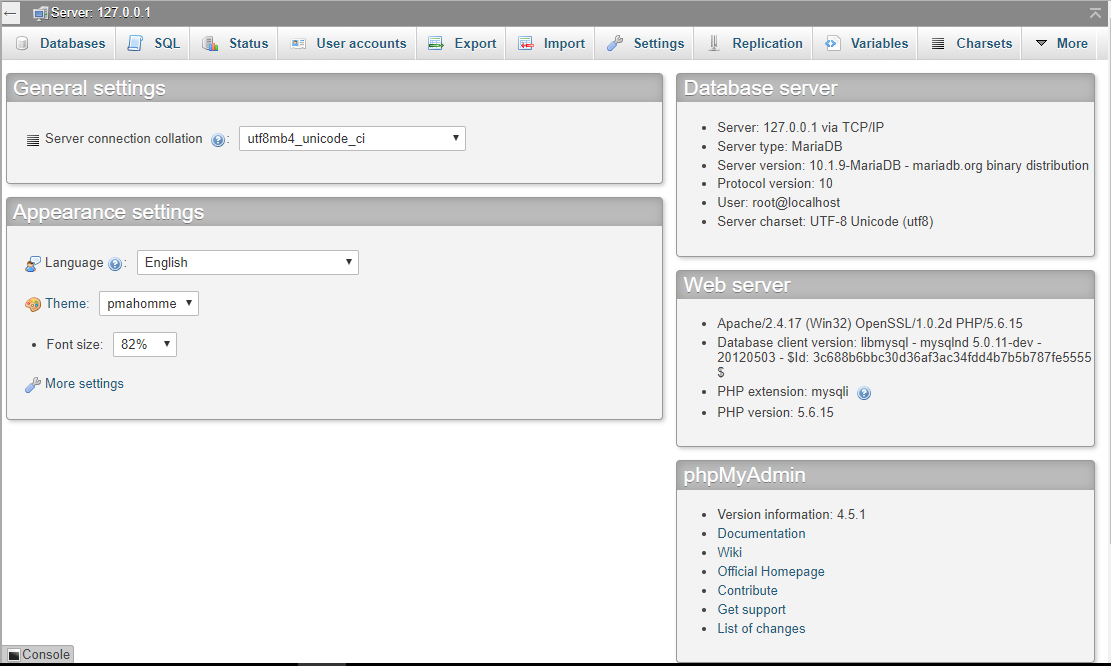 Server: 127.0.0.1
Databases SQL Status User accounts Export Import Settings Replication Variables Charsets More
General settings
Server connection collation : utf8mb4_unicode_ci
Appearance settings
Language : English
Theme: pmahomme
Font size: 82%
More settings
Database server
Server: 127.0.0.1 via TCP/IP
Server type: MariaDB
Server version: 10.1.9-MariaDB - mariadb.org binary distribution
Protocol version: 10
User: root@localhost
Server charset: UTF-8 Unicode (utf8)
Web server
Apache/2.4.17 (Win32) OpenSSL/1.0.2d PHP/5.6.15
Database client version: libmysql - mysqlnd 5.0.11-dev -
20120503 - $Id: 3c688b6bbc30d36af3ac34fdd4b7b5b787fe5555
$
PHP extension: mysqli
PHP version: 5.6.15
phpMyAdmin
Version information: 4.5.1
Documentation
Wiki
Official Homepage
Contribute
Get support
List of changes
Console